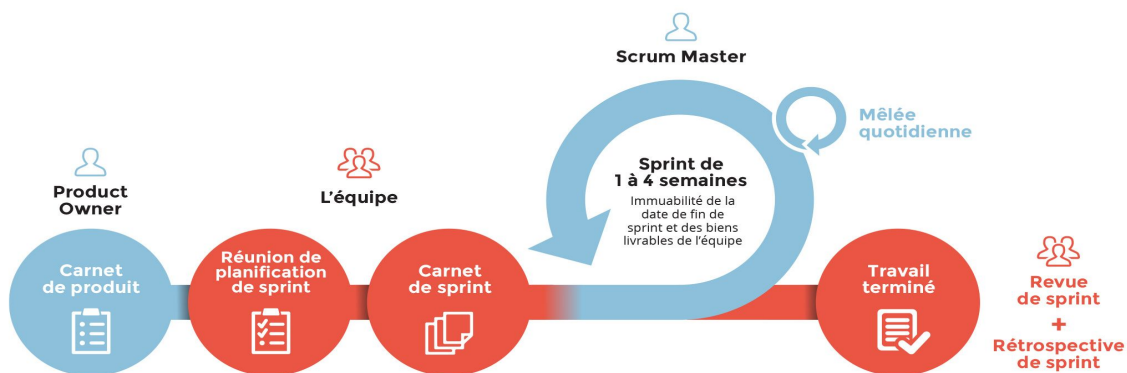 Scrum Master
Mêlée
quotidienne
Product
Owner
L'équipe
Sprint de
1 à 4 semaines
Immuabilité de la
date de fin de
sprint et des biens
livrables de l'équipe
Carnet
de produit
Réunion de
planification
de sprint
Carnet
de sprint
Travail
terminé
Revue
de sprint
+
Rétrospective
de sprint